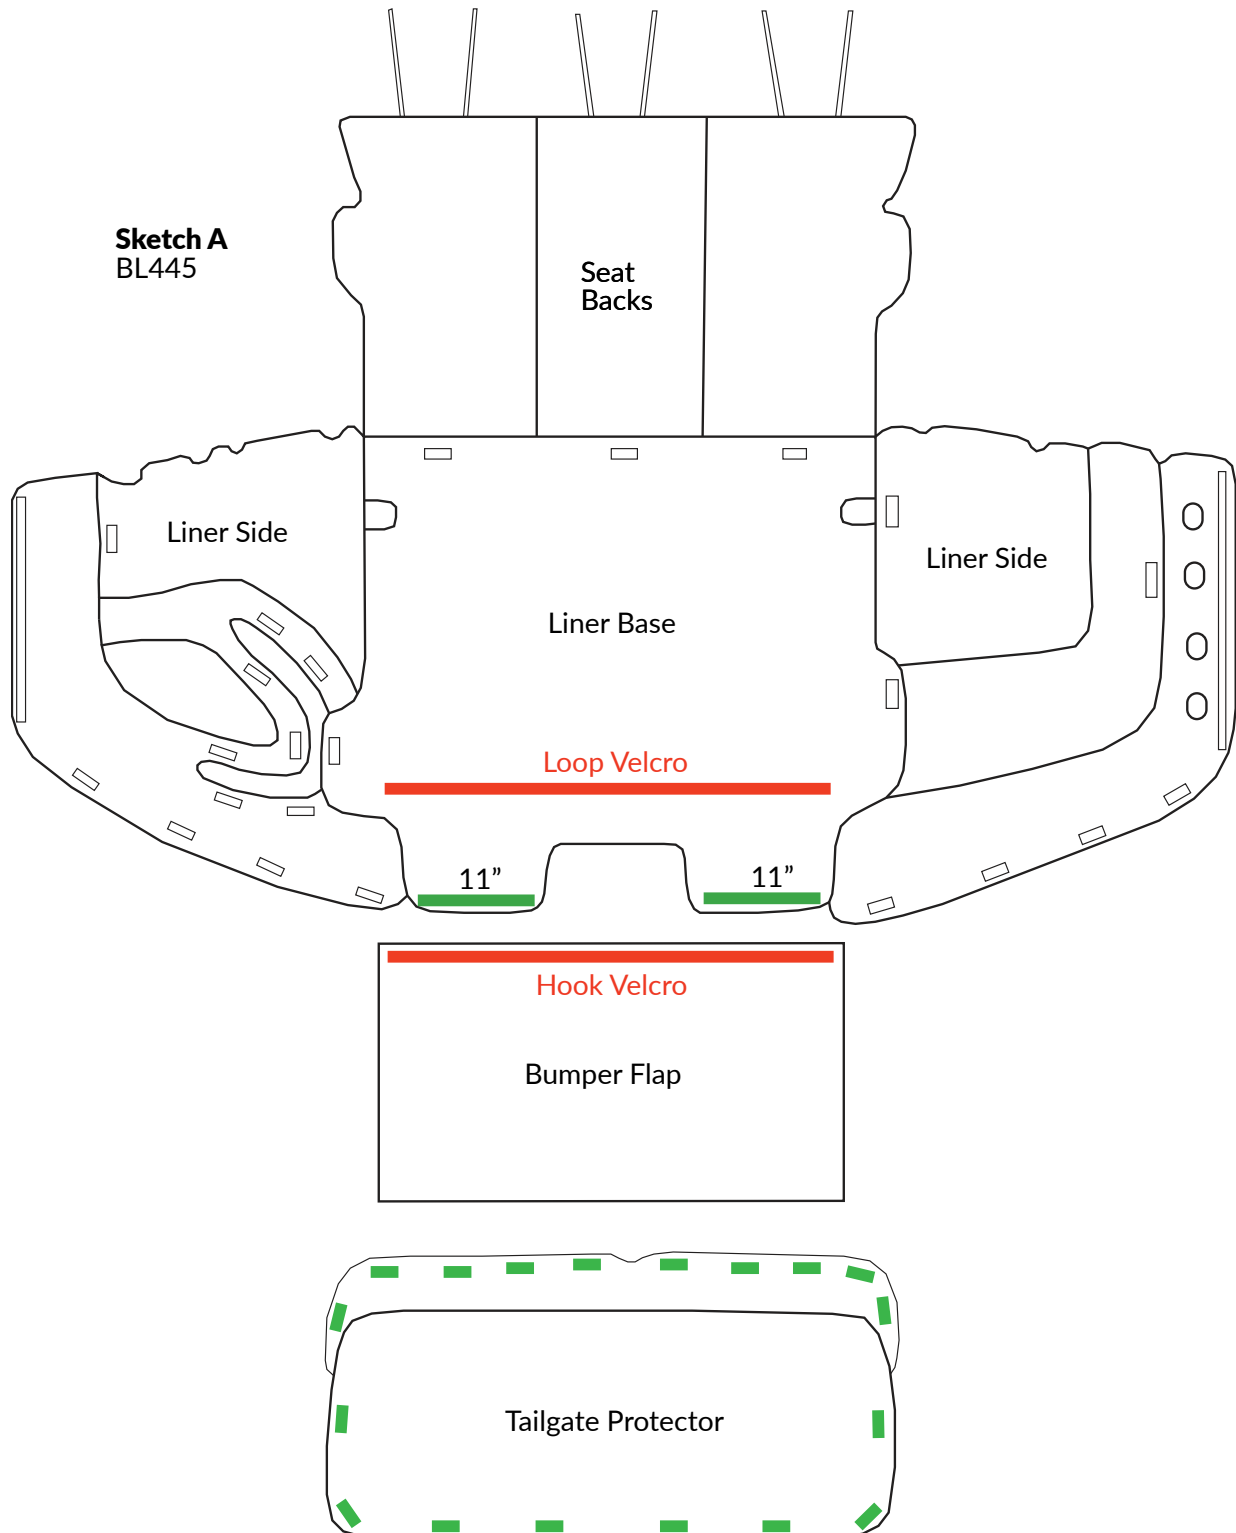 Sketch A
BL445
Seat
Backs
Liner Side
Liner Side
Liner Base
Loop Velcro
11”
11”
Hook Velcro
Bumper Flap
Tailgate Protector